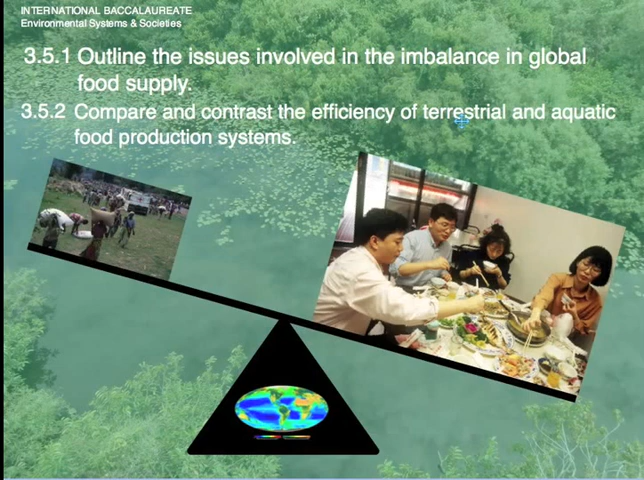 INTERNATIONAL BACCALAUREATE
Environmental Systems & Societies
3.5.1 Outline the issues involved in the imbalance in global
food supply.
3.5.2 Compare and contrast the efficiency of terrestrial and aquatic
food production systems.